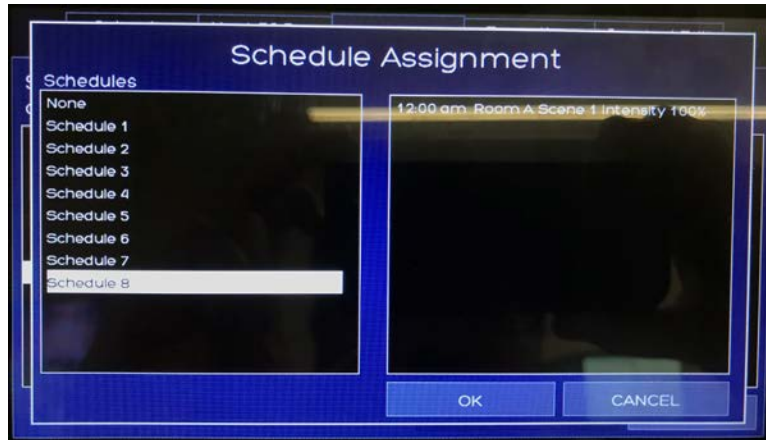 Schedule Assignment
Schedules
None
Schedule 1
Schedule 2
Schedule 3
Schedule 4
Schedule 5
Schedule 6
Schedule 7
Schedule 8
12:00 am Room A Scene 1 Intensity 100%
OK
CANCEL